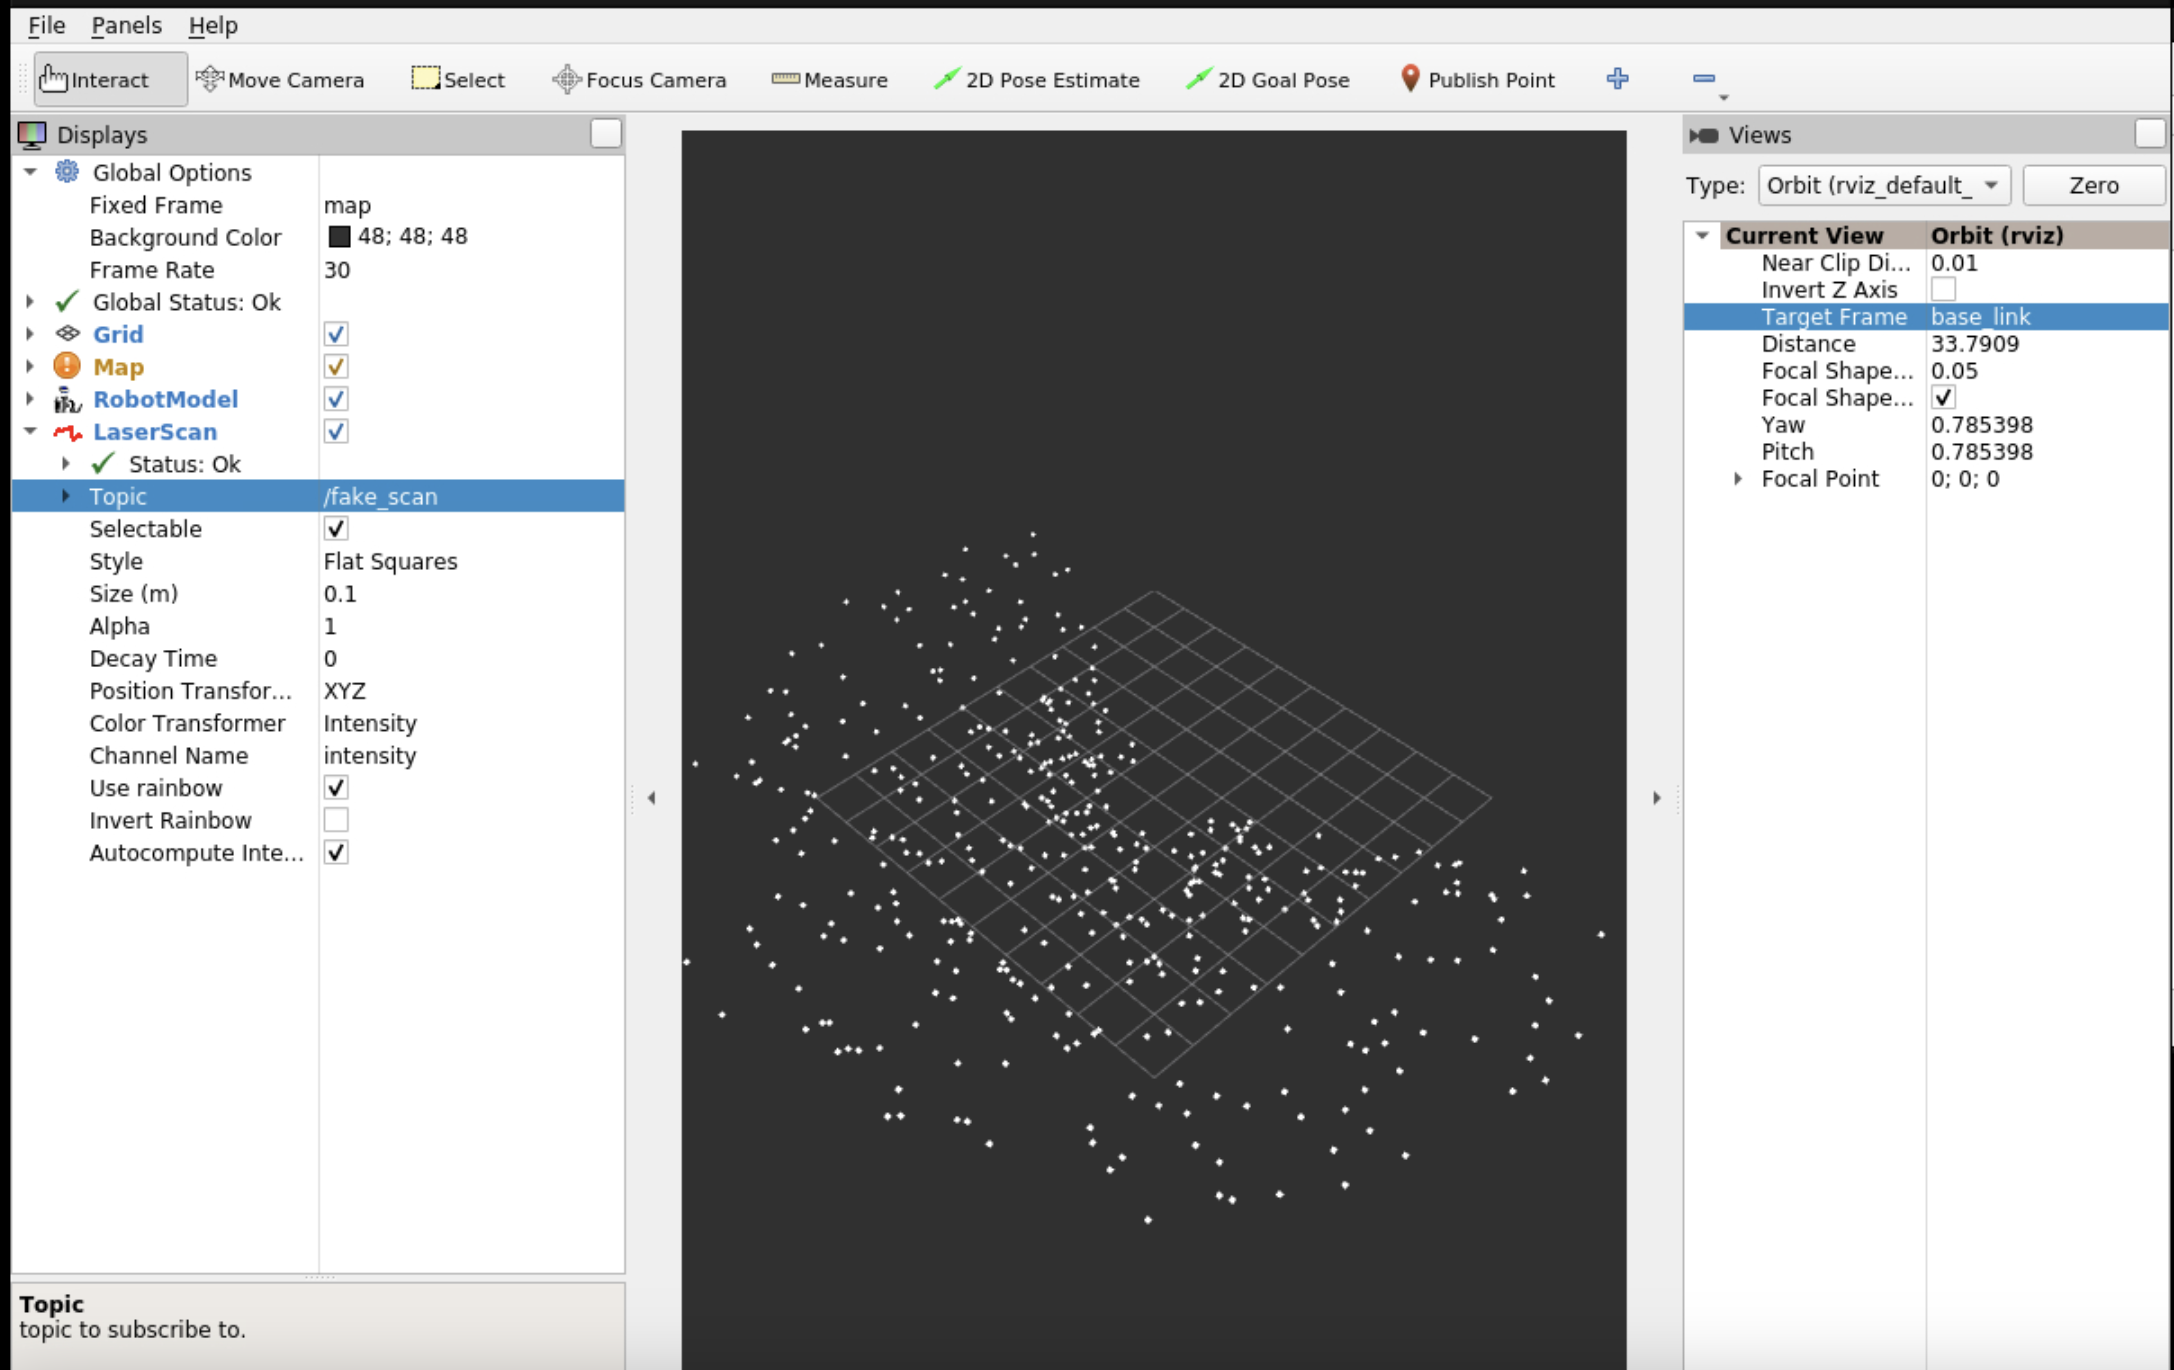 File Panels Help
Interact Move Camera Select Focus Camera Measure 2D Pose Estimate 2D Goal Pose Publish Point
Displays
Global Options
Fixed Frame map
Background Color 48; 48; 48
Frame Rate 30
Global Status: Ok
Grid
Map
RobotModel
LaserScan
Status: Ok
Topic /fake_scan
Selectable
Style Flat Squares
Size (m) 0.1
Alpha 1
Decay Time 0
Position Transfor... XYZ
Color Transformer Intensity
Channel Name intensity
Use rainbow
Invert Rainbow
Autocompute Inte...
Topic
topic to subscribe to.
Views
Type: Orbit (rviz_default_ Zero
Current View Orbit (rviz)
Near Clip Di... 0.01
Invert Z Axis
Target Frame base_link
Distance 33.7909
Focal Shape... 0.05
Focal Shape...
Yaw 0.785398
Pitch 0.785398
Focal Point 0; 0; 0